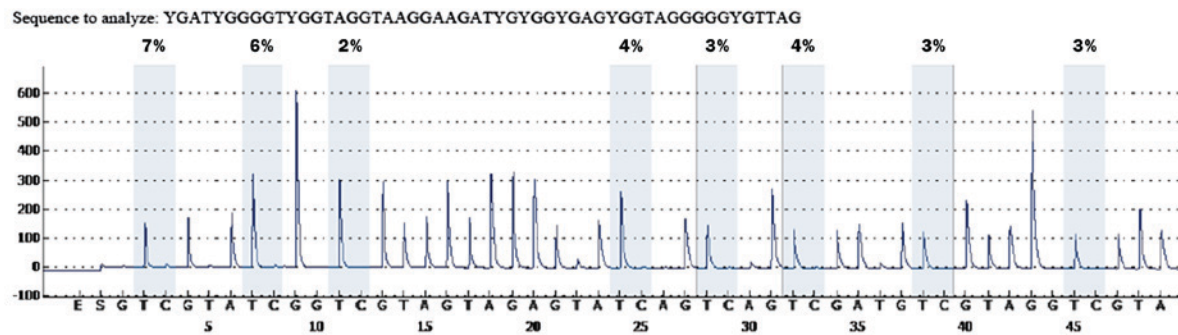 Sequence to analyze: YGATYGGGGTYGGTAGGTAAGGAAGATYGYGGYGAGYGGTAGGGGGYGTTAG
7% 6% 2% 4% 3% 4% 3% 3%
600
500
400
300
200
100
0
-100
E S G T C G T A T C G G T C G T A G T A G A G T A T C A G T C A G T C G A T G T C G T A G G T C G T A
5 10 15 20 25 30 35 40 45